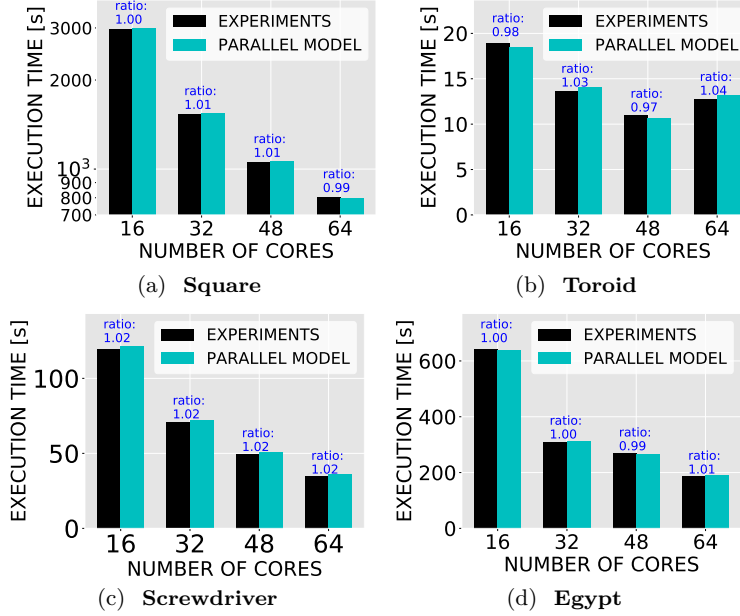 EXECUTION TIME [s]
3000
2000
10³
900
800
700
ratio:
1.00
ratio:
1.01
ratio:
1.01
ratio:
0.99
EXPERIMENTS
PARALLEL MODEL
16 32 48 64
NUMBER OF CORES
(a) Square
EXECUTION TIME [s]
20
15
10
5
0
ratio:
0.98
ratio:
1.03
ratio:
0.97
ratio:
1.04
EXPERIMENTS
PARALLEL MODEL
16 32 48 64
NUMBER OF CORES
(b) Toroid
EXECUTION TIME [s]
100
50
0
ratio:
1.02
ratio:
1.02
ratio:
1.02
ratio:
1.02
EXPERIMENTS
PARALLEL MODEL
16 32 48 64
NUMBER OF CORES
(c) Screwdriver
EXECUTION TIME [s]
600
400
200
0
ratio:
1.00
ratio:
1.00
ratio:
0.99
ratio:
1.01
EXPERIMENTS
PARALLEL MODEL
16 32 48 64
NUMBER OF CORES
(d) Egypt